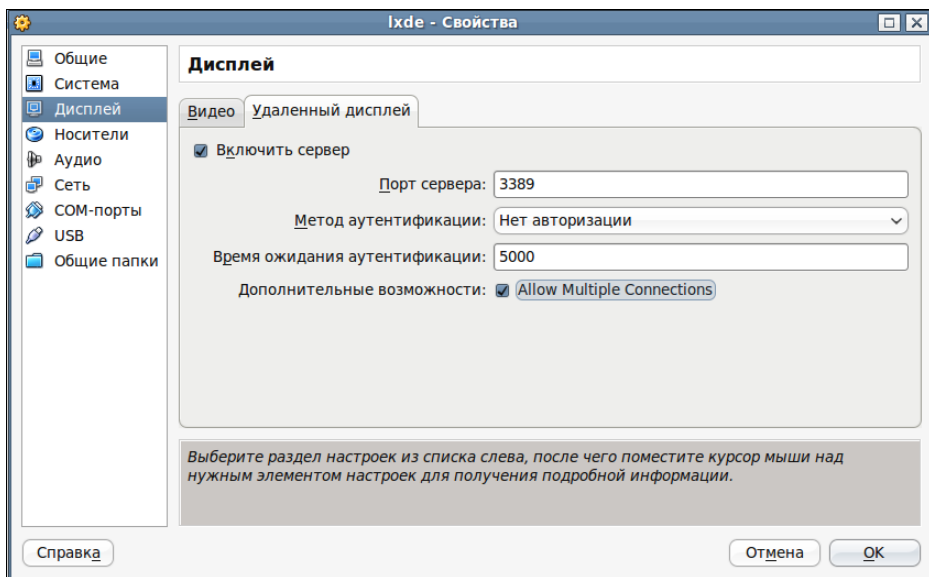 lxde - Свойства
Общие
Система
Дисплей
Носители
Аудио
Сеть
COM-порты
USB
Общие папки
Дисплей
Видео
Удаленный дисплей
Включить сервер
Порт сервера: 3389
Метод аутентификации: Нет авторизации
Время ожидания аутентификации: 5000
Дополнительные возможности: Allow Multiple Connections
Выберите раздел настроек из списка слева, после чего поместите курсор мыши над
нужным элементом настроек для получения подробной информации.
Справка
Отмена
OK